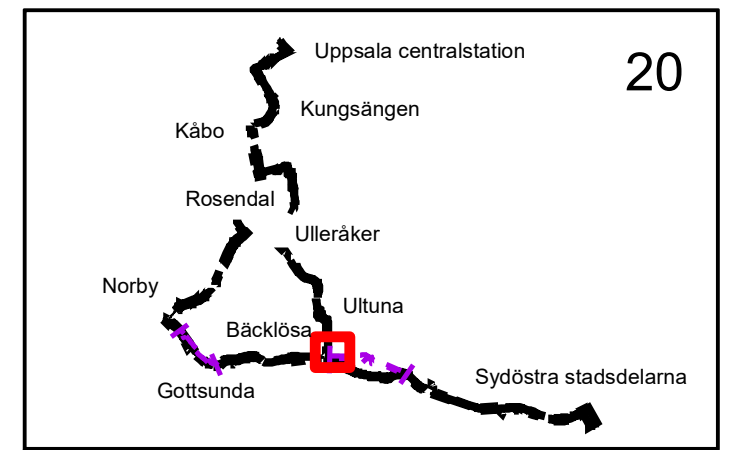 Uppsala centralstation
20
Kungsängen
Kåbo
Rosendal
Ulleråker
Norby
Ultuna
Bäcklösa
Sydöstra stadsdelarna
Gottsunda